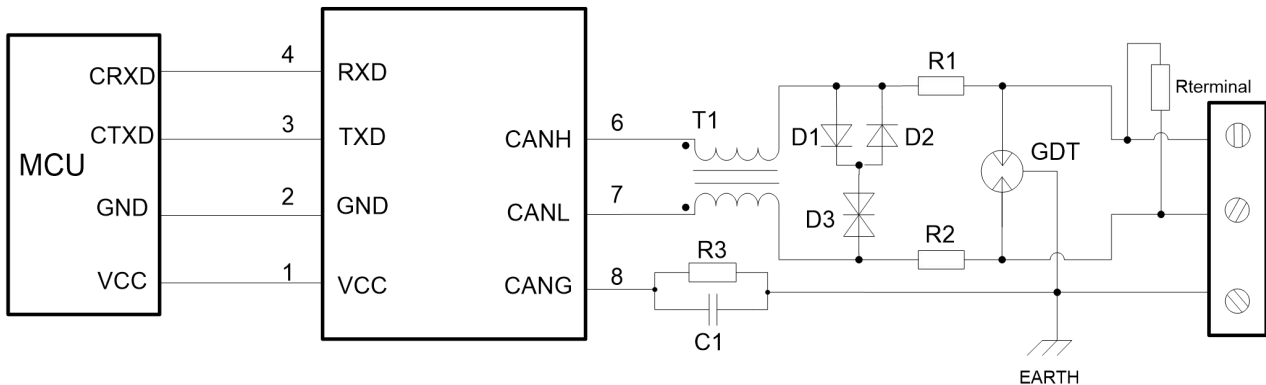 MCU
CRXD
CTXD
GND
VCC
4
3
2
1
RXD
TXD
GND
VCC
CANH
CANL
CANG
6
7
8
T1
D1
D2
D3
R1
R2
R3
C1
GDT
Rterminal
EARTH